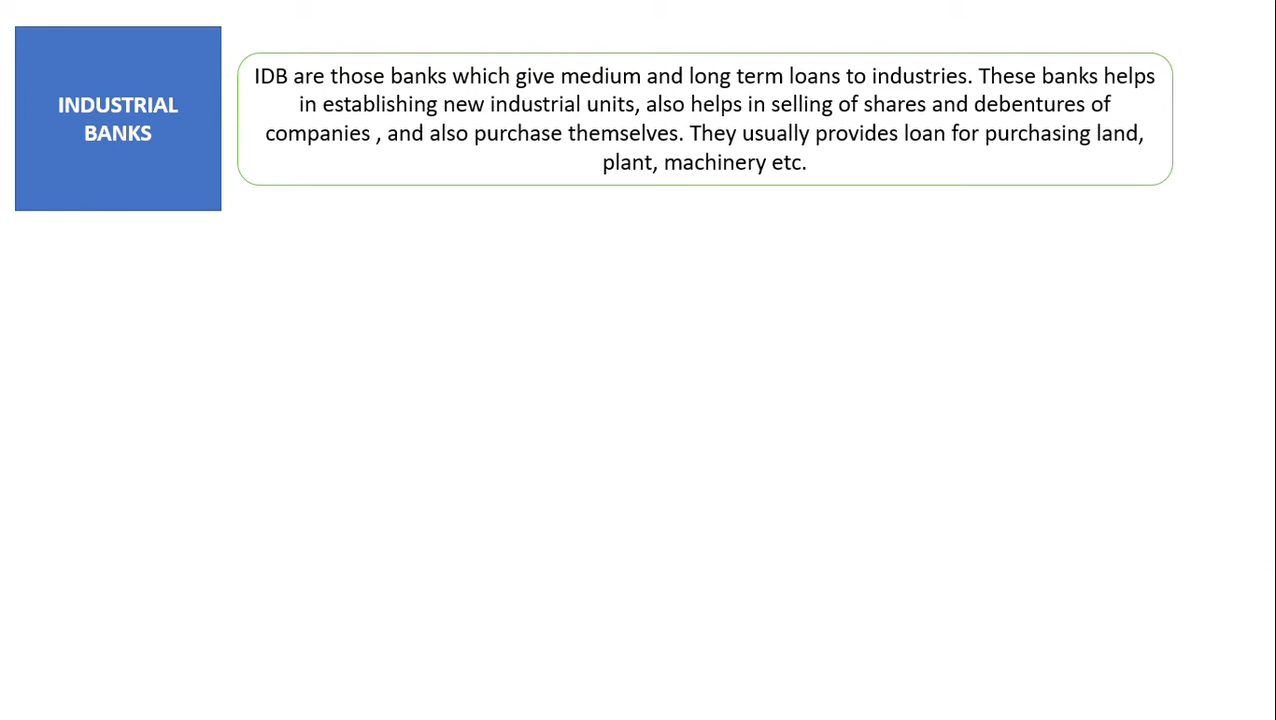 INDUSTRIAL
BANKS
IDB are those banks which give medium and long term loans to industries. These banks helps
in establishing new industrial units, also helps in selling of shares and debentures of
companies , and also purchase themselves. They usually provides loan for purchasing land,
plant, machinery etc.